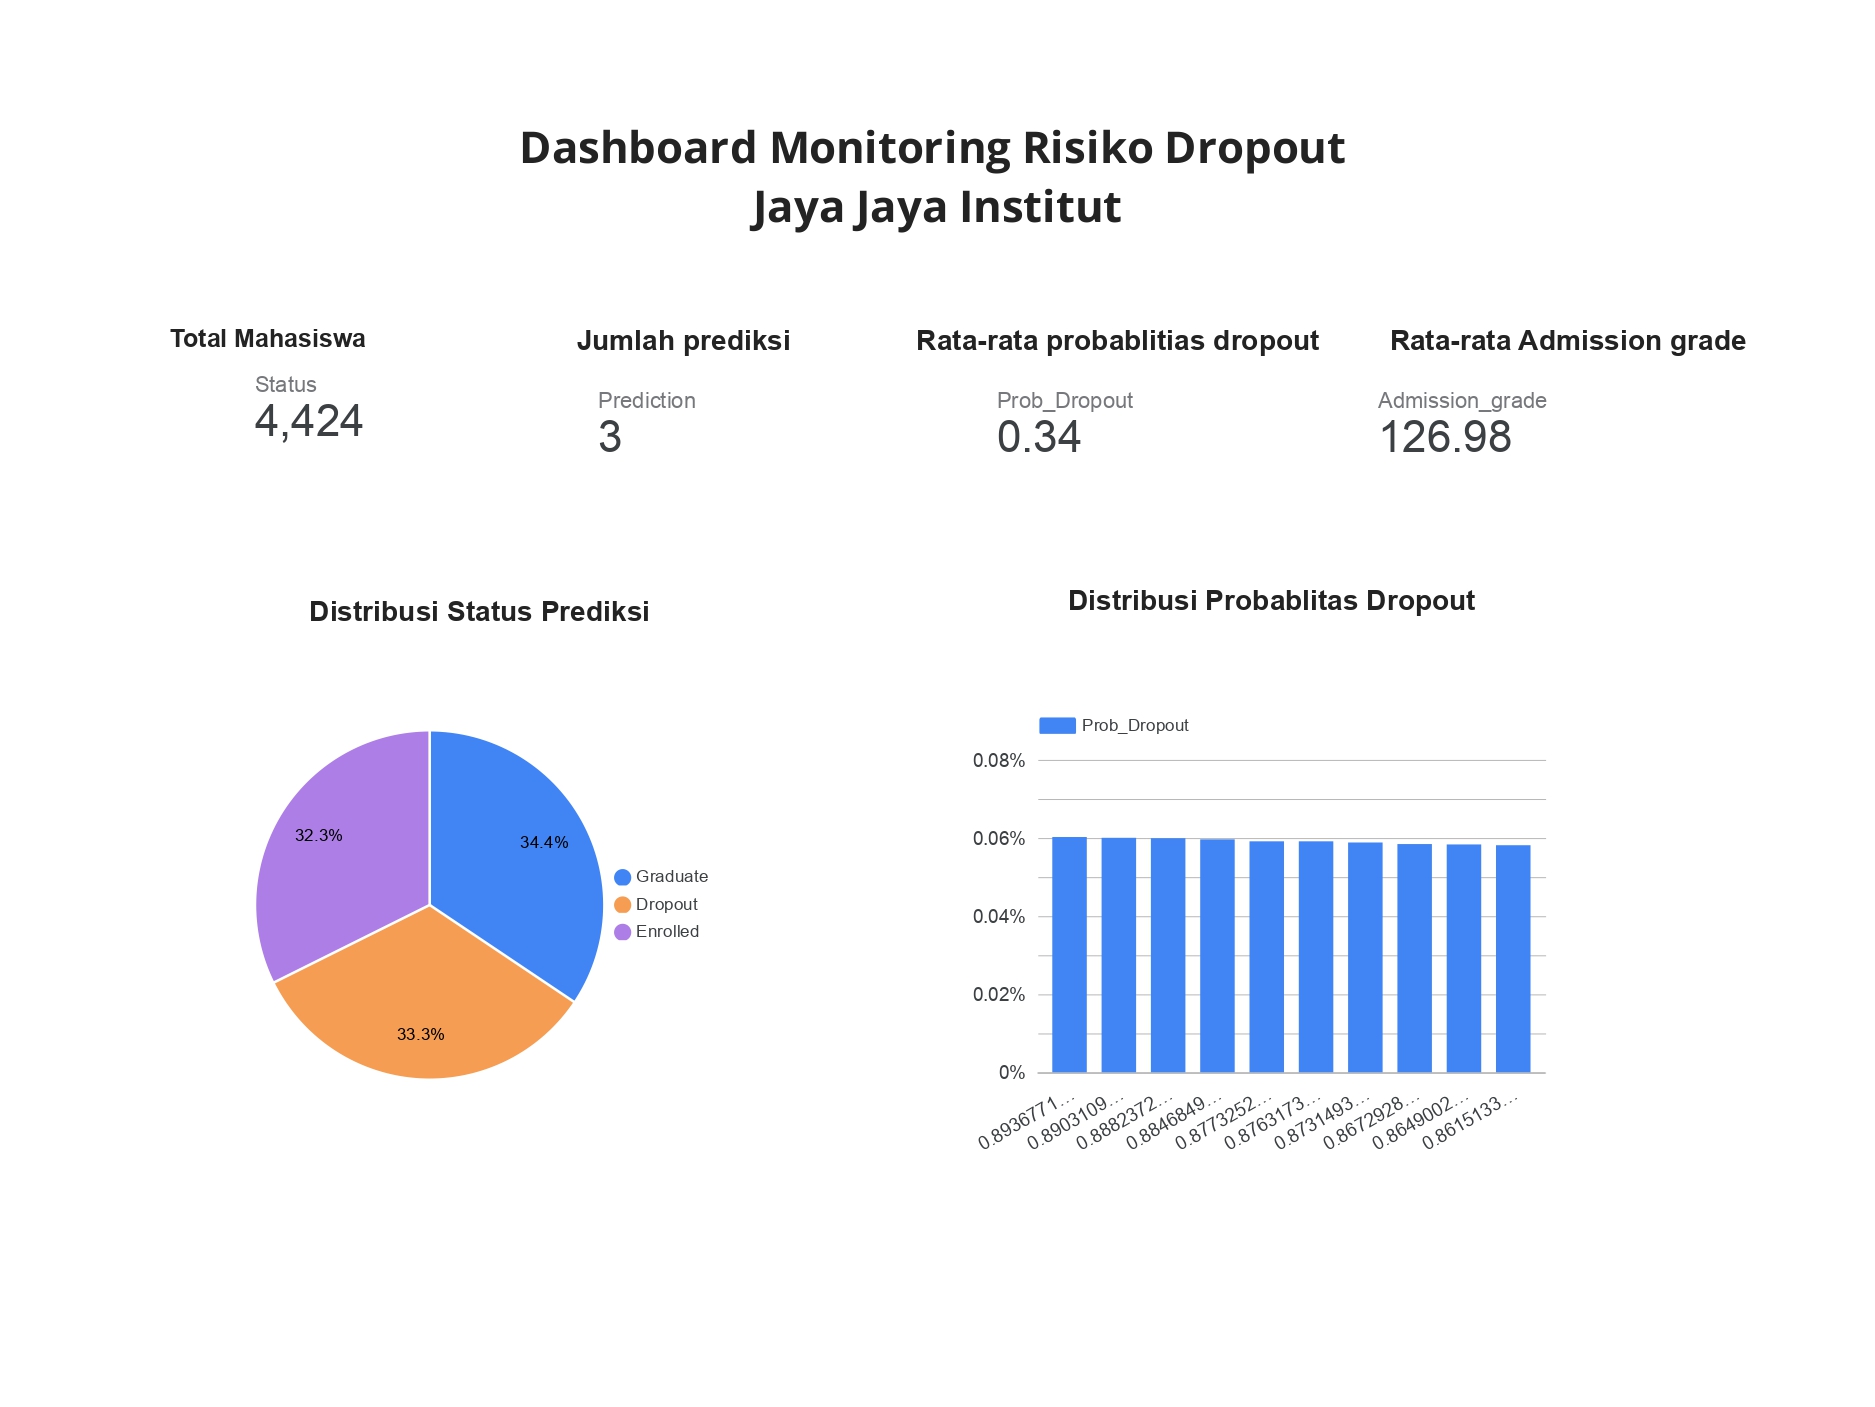 Dashboard Monitoring Risiko Dropout
Jaya Jaya Institut
Total Mahasiswa
Status
4,424
Jumlah prediksi
Prediction
3
Rata-rata probablitias dropout
Prob_Dropout
0.34
Rata-rata Admission grade
Admission_grade
126.98
Distribusi Status Prediksi
32.3%
34.4%
33.3%
Graduate
Dropout
Enrolled
Distribusi Probablitas Dropout
Prob_Dropout
0.08%
0.06%
0.04%
0.02%
0%
0.8936771...
0.8903109...
0.8882372...
0.8846849...
0.8773252...
0.8763173...
0.8731493...
0.8672928...
0.8649002...
0.8615133...